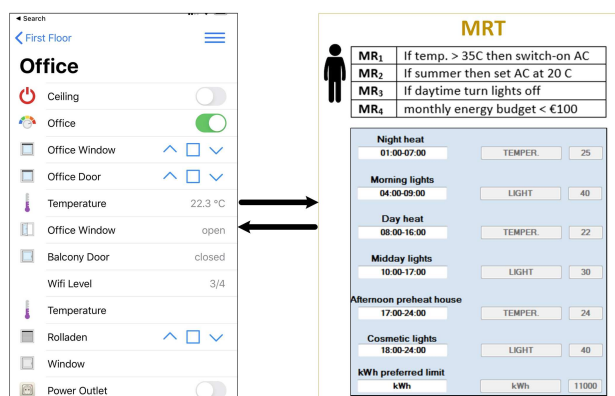 Search
First Floor
Office
Ceiling
Office
Office Window
Office Door
Temperature 22.3 °C
Office Window open
Balcony Door closed
Wifi Level 3/4
Temperature
Rolladen
Window
Power Outlet
MRT
MR1 If temp. > 35C then switch-on AC
MR2 If summer then set AC at 20 C
MR3 If daytime turn lights off
MR4 monthly energy budget < €100
Night heat
01:00-07:00 TEMPER. 25
Morning lights
04:00-09:00 LIGHT 40
Day heat
08:00-16:00 TEMPER. 22
Midday lights
10:00-17:00 LIGHT 30
Afternoon preheat house
17:00-24:00 TEMPER. 24
Cosmetic lights
18:00-24:00 LIGHT 40
kWh preferred limit
kWh kWh 11000